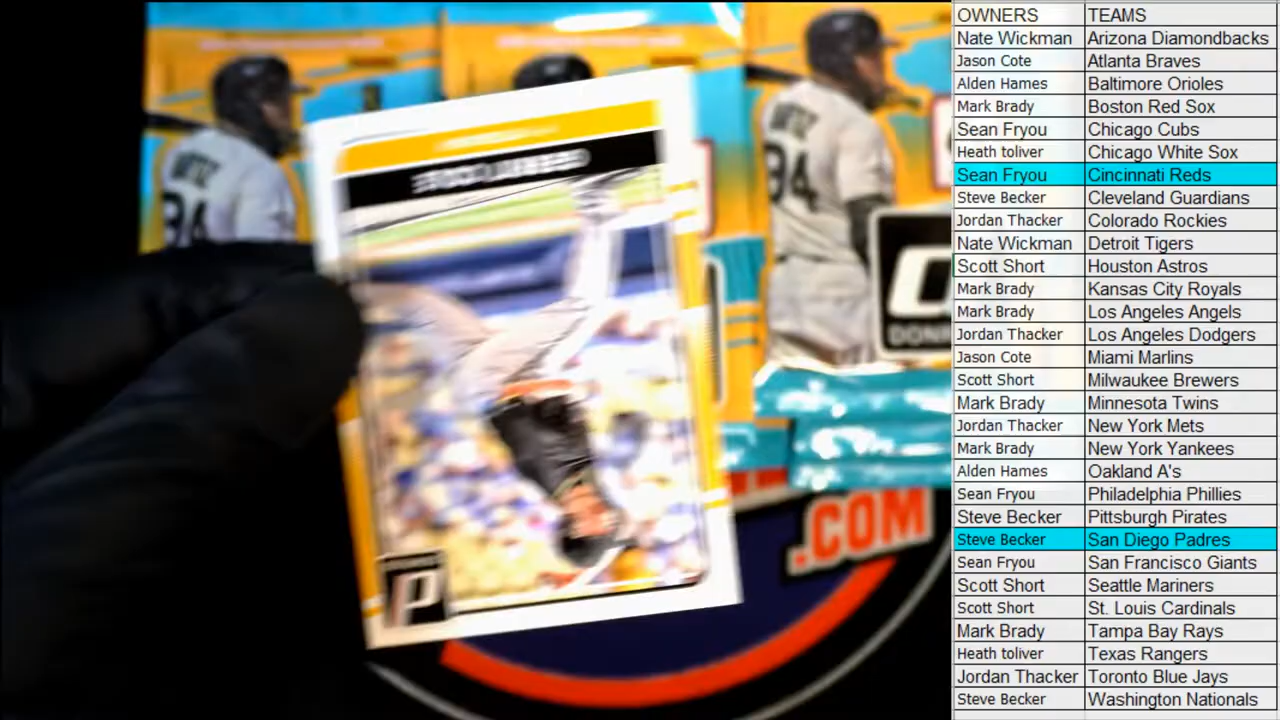 OWNERS TEAMS
Nate Wickman Arizona Diamondbacks
Jason Cote Atlanta Braves
Alden Hames Baltimore Orioles
Mark Brady Boston Red Sox
Sean Fryou Chicago Cubs
Heath toliver Chicago White Sox
Sean Fryou Cincinnati Reds
Steve Becker Cleveland Guardians
Jordan Thacker Colorado Rockies
Nate Wickman Detroit Tigers
Scott Short Houston Astros
Mark Brady Kansas City Royals
Mark Brady Los Angeles Angels
Jordan Thacker Los Angeles Dodgers
Jason Cote Miami Marlins
Scott Short Milwaukee Brewers
Mark Brady Minnesota Twins
Jordan Thacker New York Mets
Mark Brady New York Yankees
Alden Hames Oakland A's
Sean Fryou Philadelphia Phillies
Steve Becker Pittsburgh Pirates
Steve Becker San Diego Padres
Sean Fryou San Francisco Giants
Scott Short Seattle Mariners
Scott Short St. Louis Cardinals
Mark Brady Tampa Bay Rays
Heath toliver Texas Rangers
Jordan Thacker Toronto Blue Jays
Steve Becker Washington Nationals
94
94
P
.COM